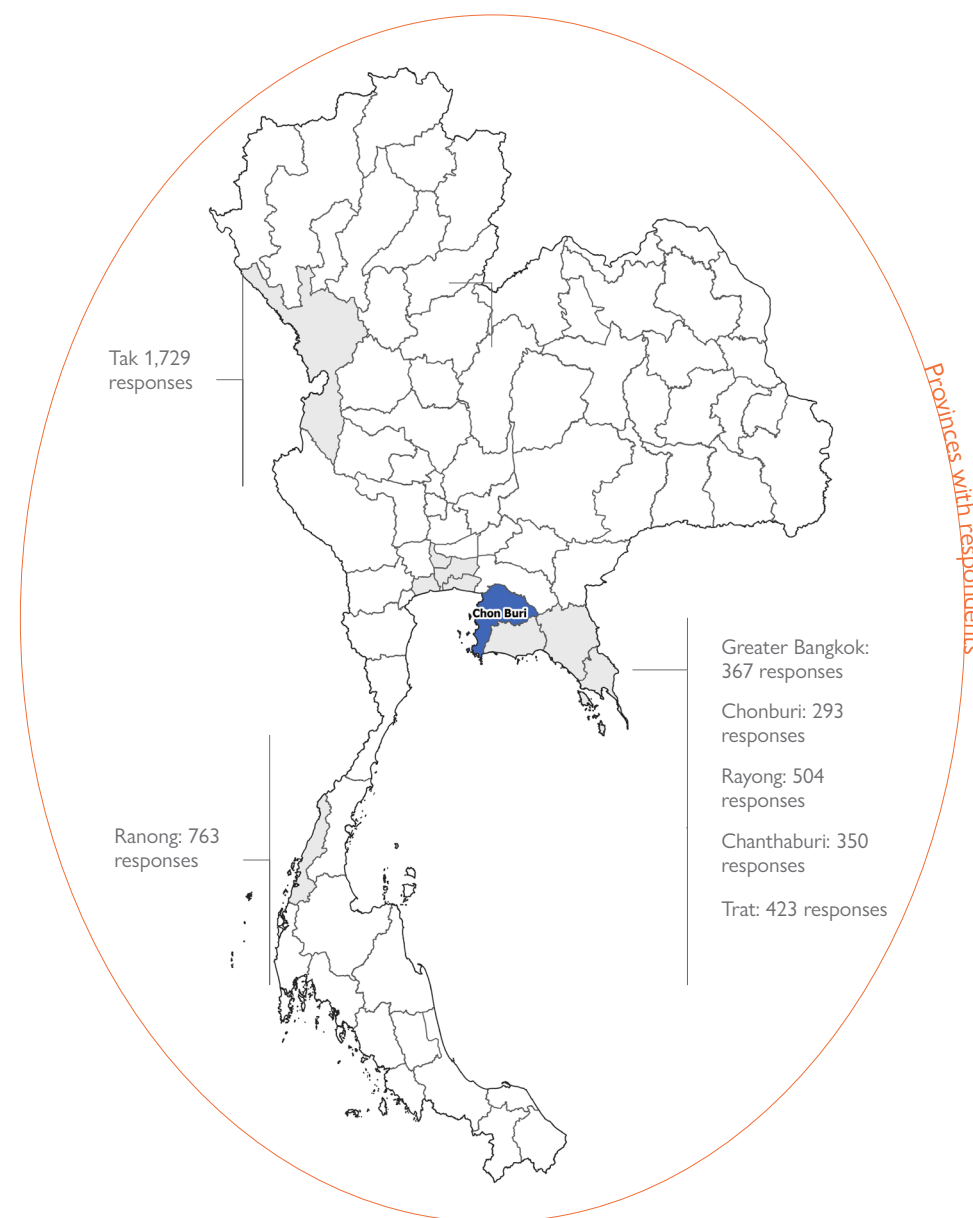 Provinces with respondents
Tak 1,729
responses
Chon Buri
Greater Bangkok:
367 responses
Chonburi: 293
responses
Rayong: 504
responses
Chanthaburi: 350
responses
Trat: 423 responses
Ranong: 763
responses